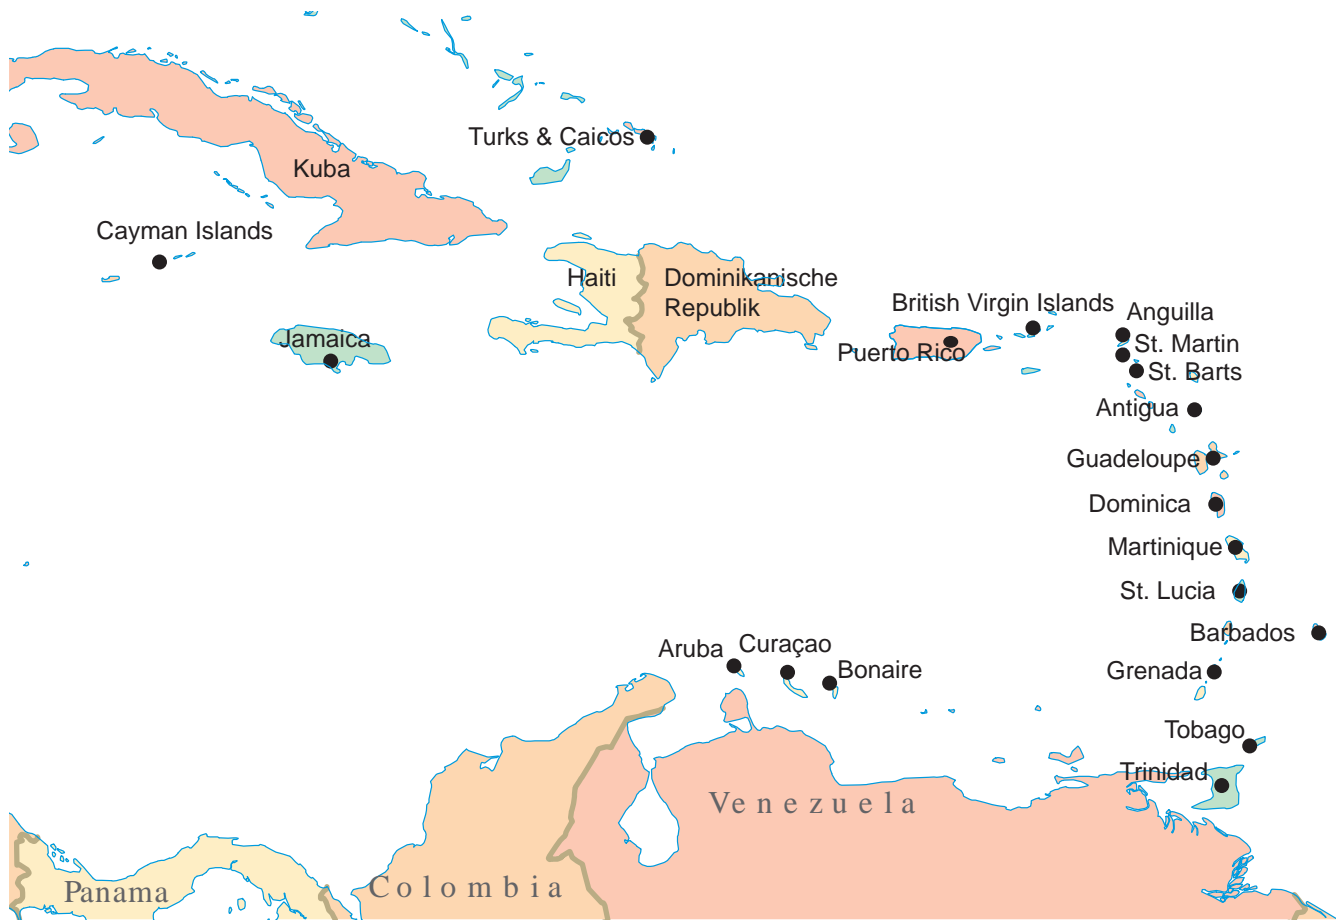 Turks & Caicos
Kuba
Cayman Islands
Haiti
Dominikanische
Republik
British Virgin Islands
Anguilla
Jamaica
Puerto Rico
St. Martin
St. Barts
Antigua
Guadeloupe
Dominica
Martinique
St. Lucia
Barbados
Aruba
Curaçao
Bonaire
Grenada
Tobago
Trinidad
Venezuela
Panama
Colombia